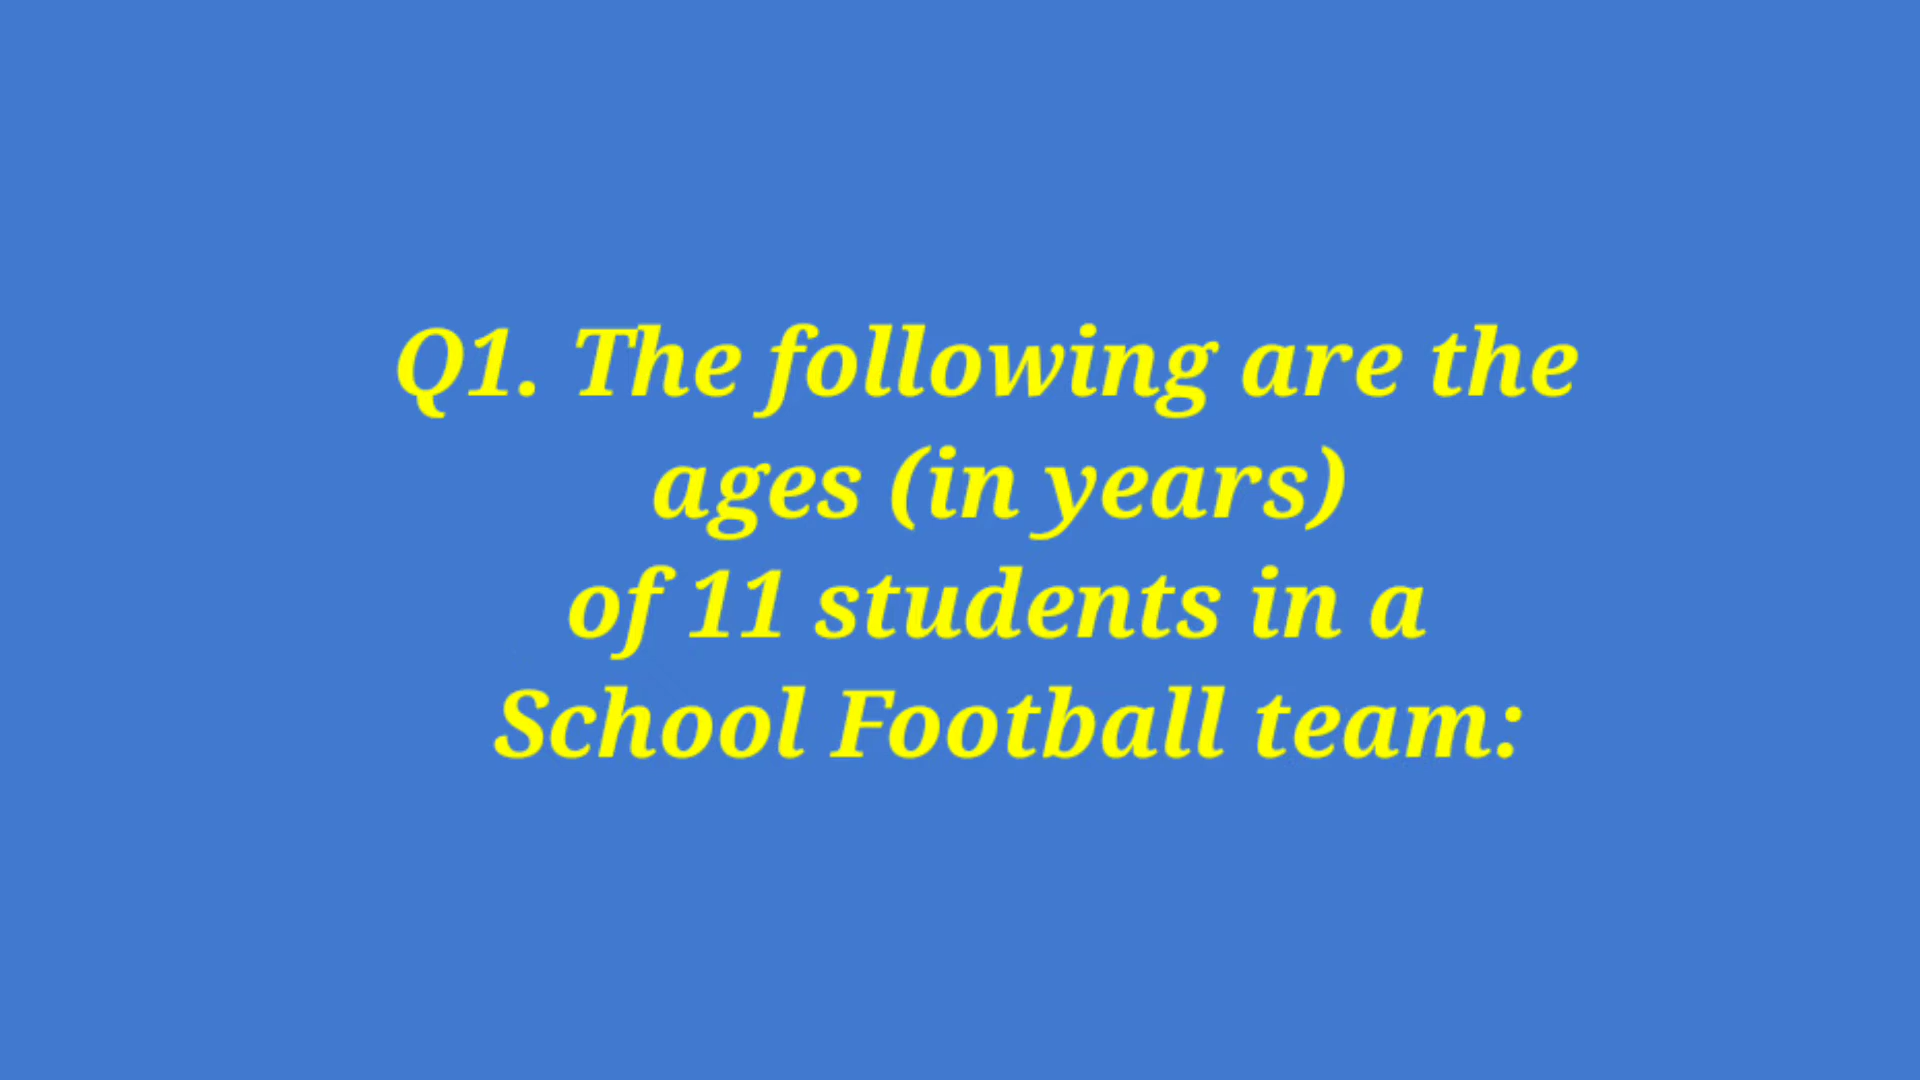 Q1. The following are the
ages (in years)
of 11 students in a
School Football team: